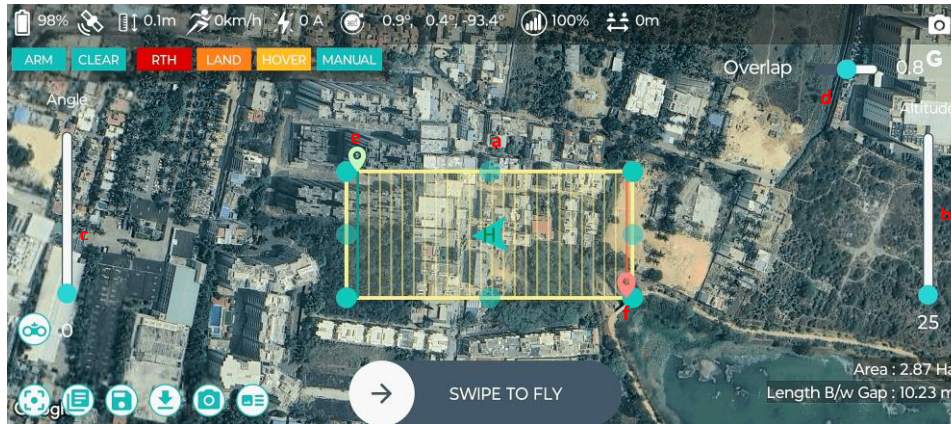 98% 0.1m 0km/h 0 A 0.9°, 0.4°, -93.4° 100% 0m
ARM CLEAR RTH LAND HOVER MANUAL
Overlap 0.8 G
d
Angle
Altitude
e a
c
b
H
f
0
25
SWIPE TO FLY
Area : 2.87 Ha
Length B/w Gap : 10.23 m
Google